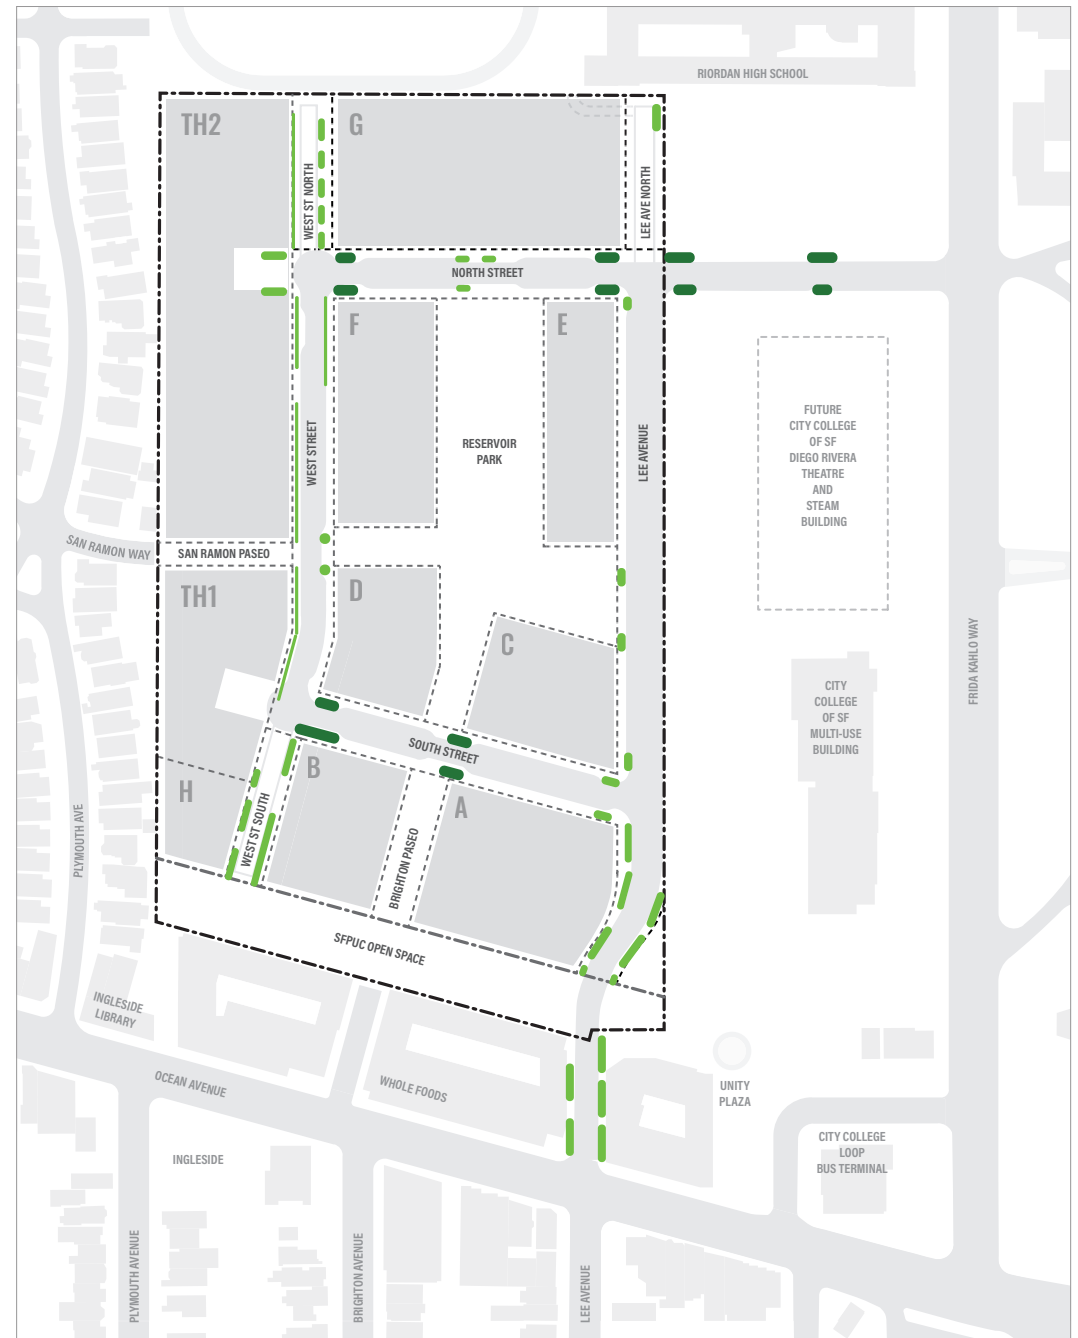 RIORDAN HIGH SCHOOL
TH2
G
WEST ST NORTH
LEE AVE NORTH
NORTH STREET
F
E
FUTURE
CITY COLLEGE
OF SF
DIEGO RIVERA
THEATRE
AND
STEAM
BUILDING
RESERVOIR
PARK
WEST STREET
LEE AVENUE
SAN RAMON WAY
SAN RAMON PASEO
TH1
D
C
FRIDA KAHLO WAY
CITY
COLLEGE
OF SF
MULTI-USE
BUILDING
SOUTH STREET
H
B
A
PLYMOUTH AVE
WEST ST SOUTH
BRIGHTON PASEO
SFPUC OPEN SPACE
INGLESIDE
LIBRARY
OCEAN AVENUE
WHOLE FOODS
UNITY
PLAZA
CITY COLLEGE
LOOP
BUS TERMINAL
INGLESIDE
PLYMOUTH AVENUE
BRIGHTON AVENUE
LEE AVENUE